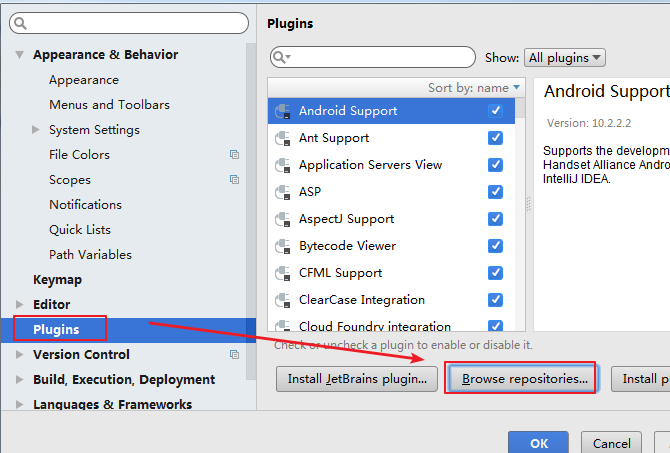 Appearance & Behavior
Appearance
Menus and Toolbars
System Settings
File Colors
Scopes
Notifications
Quick Lists
Path Variables
Keymap
Editor
Plugins
Version Control
Build, Execution, Deployment
Languages & Frameworks
Plugins
Show: All plugins
Sort by: name
Android Support
Ant Support
Application Servers View
ASP
AspectJ Support
Bytecode Viewer
CFML Support
ClearCase Integration
Cloud Foundry integration
Check or uncheck a plugin to enable or disable it.
Install JetBrains plugin...
Browse repositories...
Install p
Android Support
Version: 10.2.2.2
Supports the developm
Handset Alliance Andro
IntelliJ IDEA.
OK
Cancel